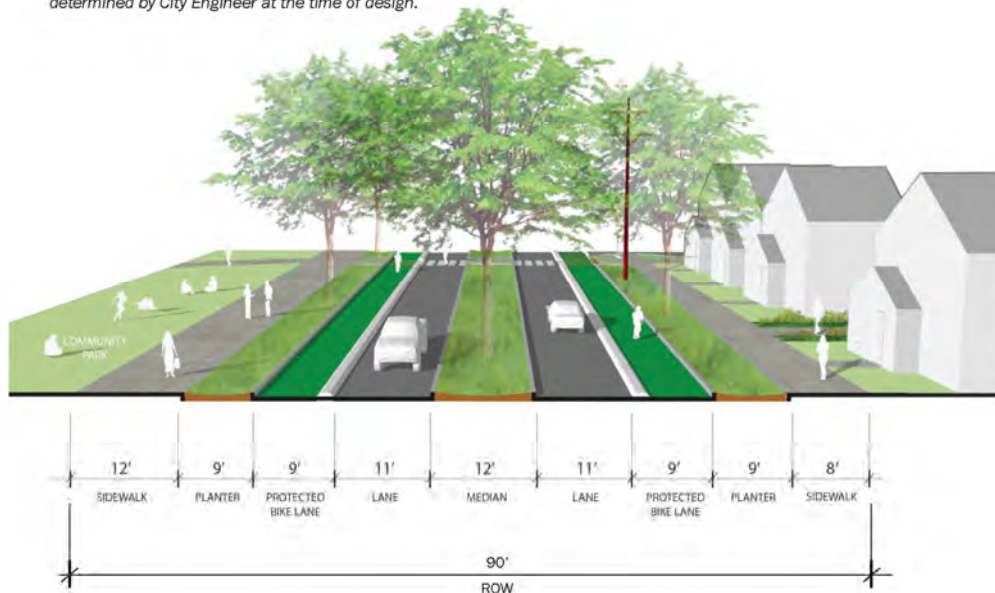 determined by City Engineer at the time of design.
COMMUNITY
PARK
12' 9' 9' 11' 12' 11' 9' 9' 8'
SIDEWALK PLANTER PROTECTED LANE MEDIAN LANE PROTECTED PLANTER SIDEWALK
BIKE LANE BIKE LANE
90'
ROW